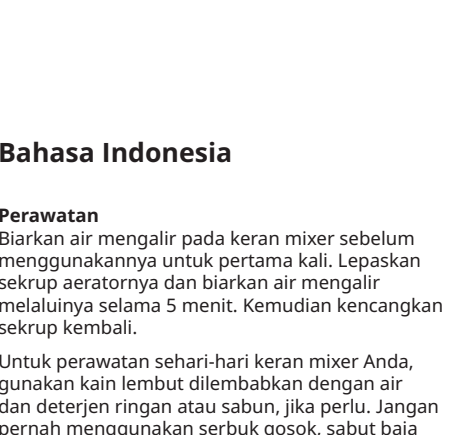 Bahasa Indonesia
Perawatan
Biarkan air mengalir pada keran mixer sebelum
menggunakannya untuk pertama kali. Lepaskan
sekrup aeratornya dan biarkan air mengalir
melaluinya selama 5 menit. Kemudian kencangkan
sekrup kembali.
Untuk perawatan sehari-hari keran mixer Anda,
gunakan kain lembut dilembabkan dengan air
dan deterjen ringan atau sabun, jika perlu. Jangan
pernah menggunakan serbuk gosok, sabut baja